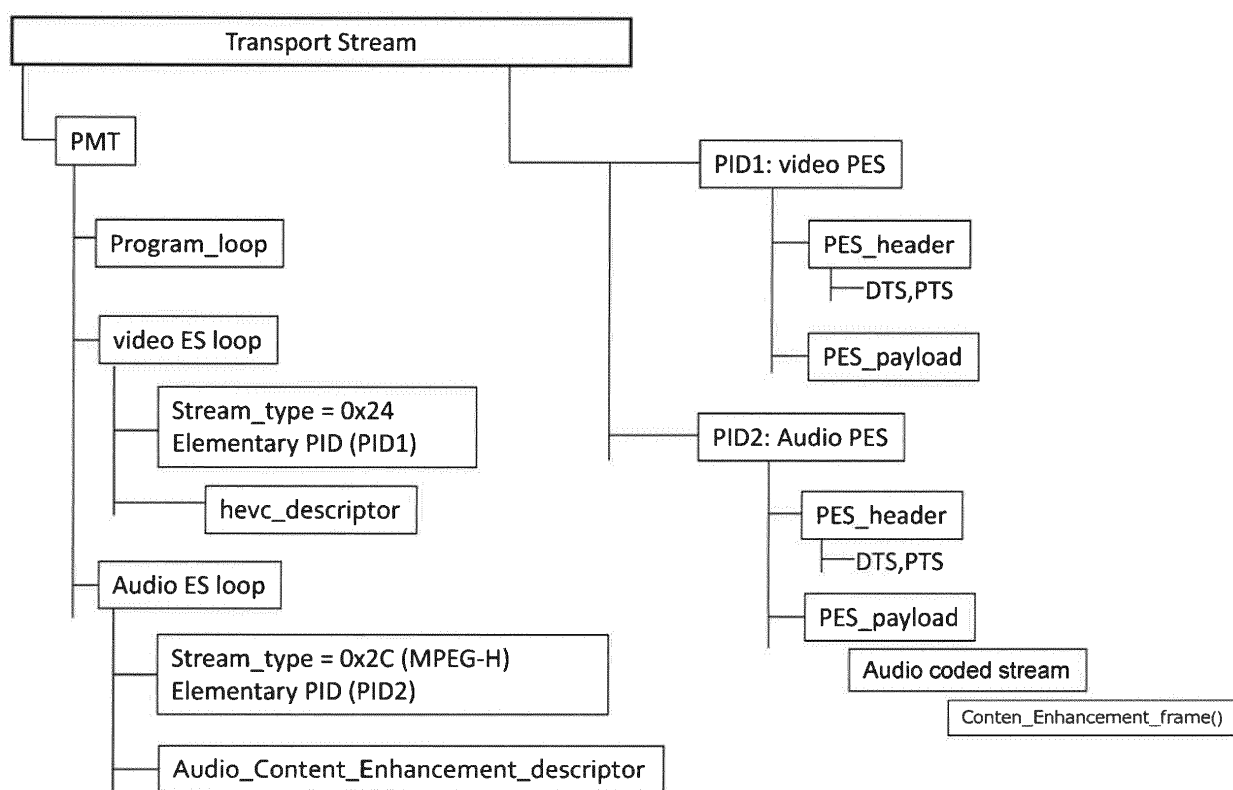 Transport Stream
PMT
Program_loop
video ES loop
Stream_type = 0x24
Elementary PID (PID1)
hevc_descriptor
Audio ES loop
Stream_type = 0x2C (MPEG-H)
Elementary PID (PID2)
Audio_Content_Enhancement_descriptor
PID1: video PES
PES_header
DTS,PTS
PES_payload
PID2: Audio PES
PES_header
DTS,PTS
PES_payload
Audio coded stream
Conten_Enhancement_frame()